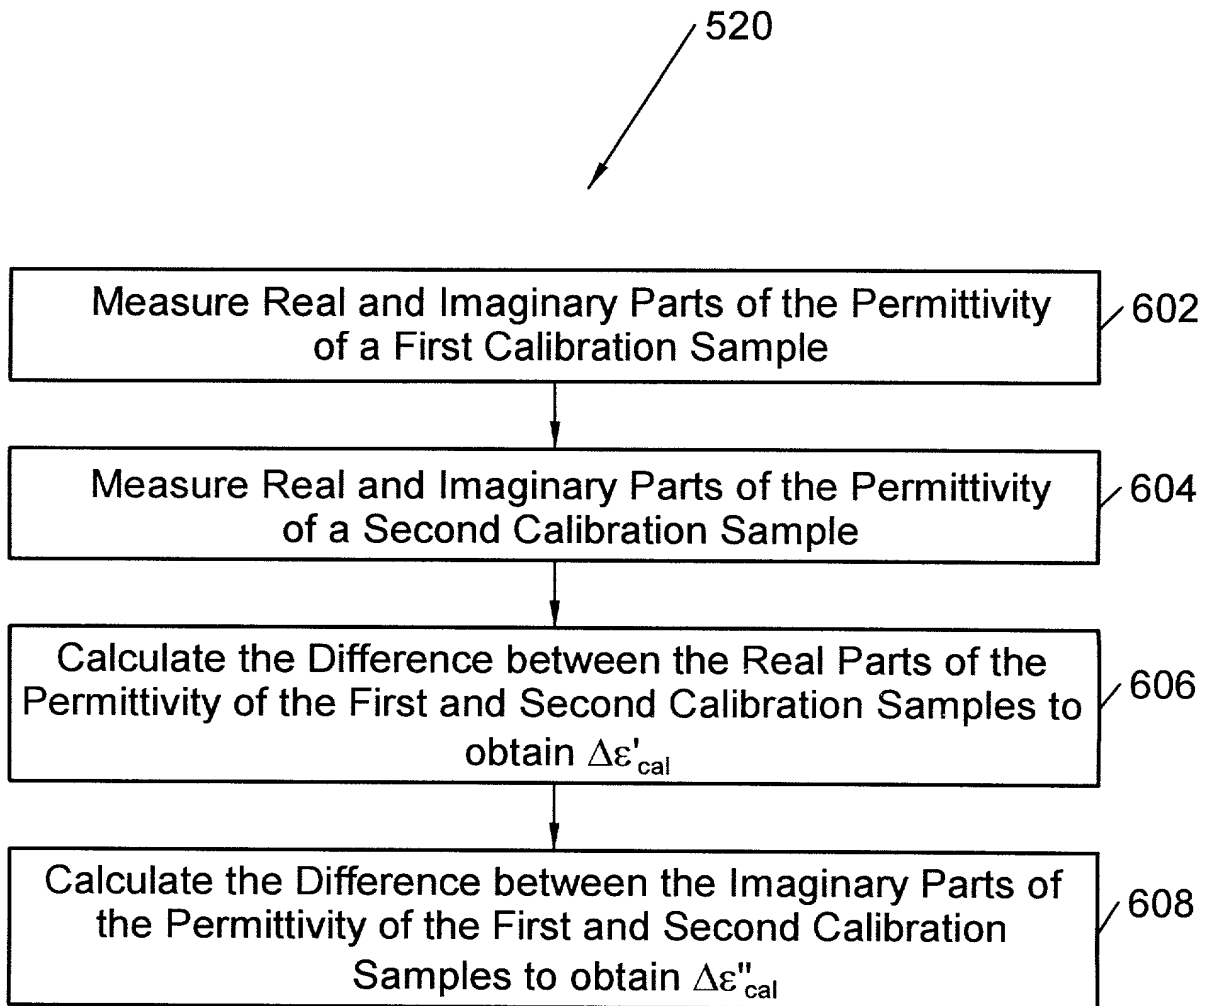 520
Measure Real and Imaginary Parts of the Permittivity
of a First Calibration Sample
602
Measure Real and Imaginary Parts of the Permittivity
of a Second Calibration Sample
604
Calculate the Difference between the Real Parts of the
Permittivity of the First and Second Calibration Samples to
obtain Δε'cal
606
Calculate the Difference between the Imaginary Parts of
the Permittivity of the First and Second Calibration
Samples to obtain Δε"cal
608